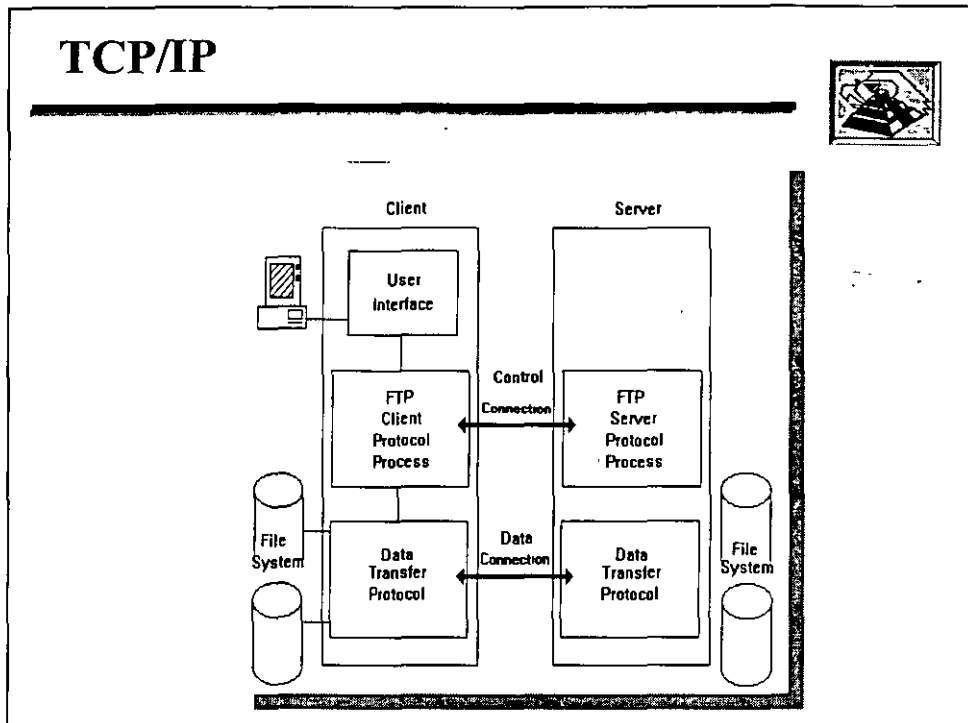 TCP/IP
Client
Server
User
Interface
FTP
Client
Protocol
Process
Control
Connection
FTP
Server
Protocol
Process
File
System
Data
Transfer
Protocol
Data
Connection
Data
Transfer
Protocol
File
System